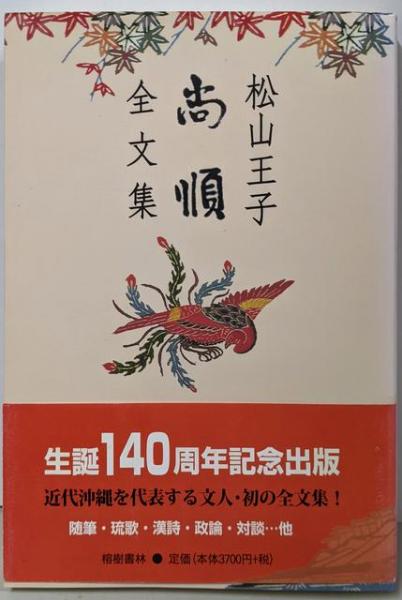 松山王子
尚順
全文集
生誕140周年記念出版
近代沖縄を代表する文人・初の全文集！
随筆・琉歌・漢詩・政論・対談…他
榕樹書林 ● 定価(本体3700円+税)